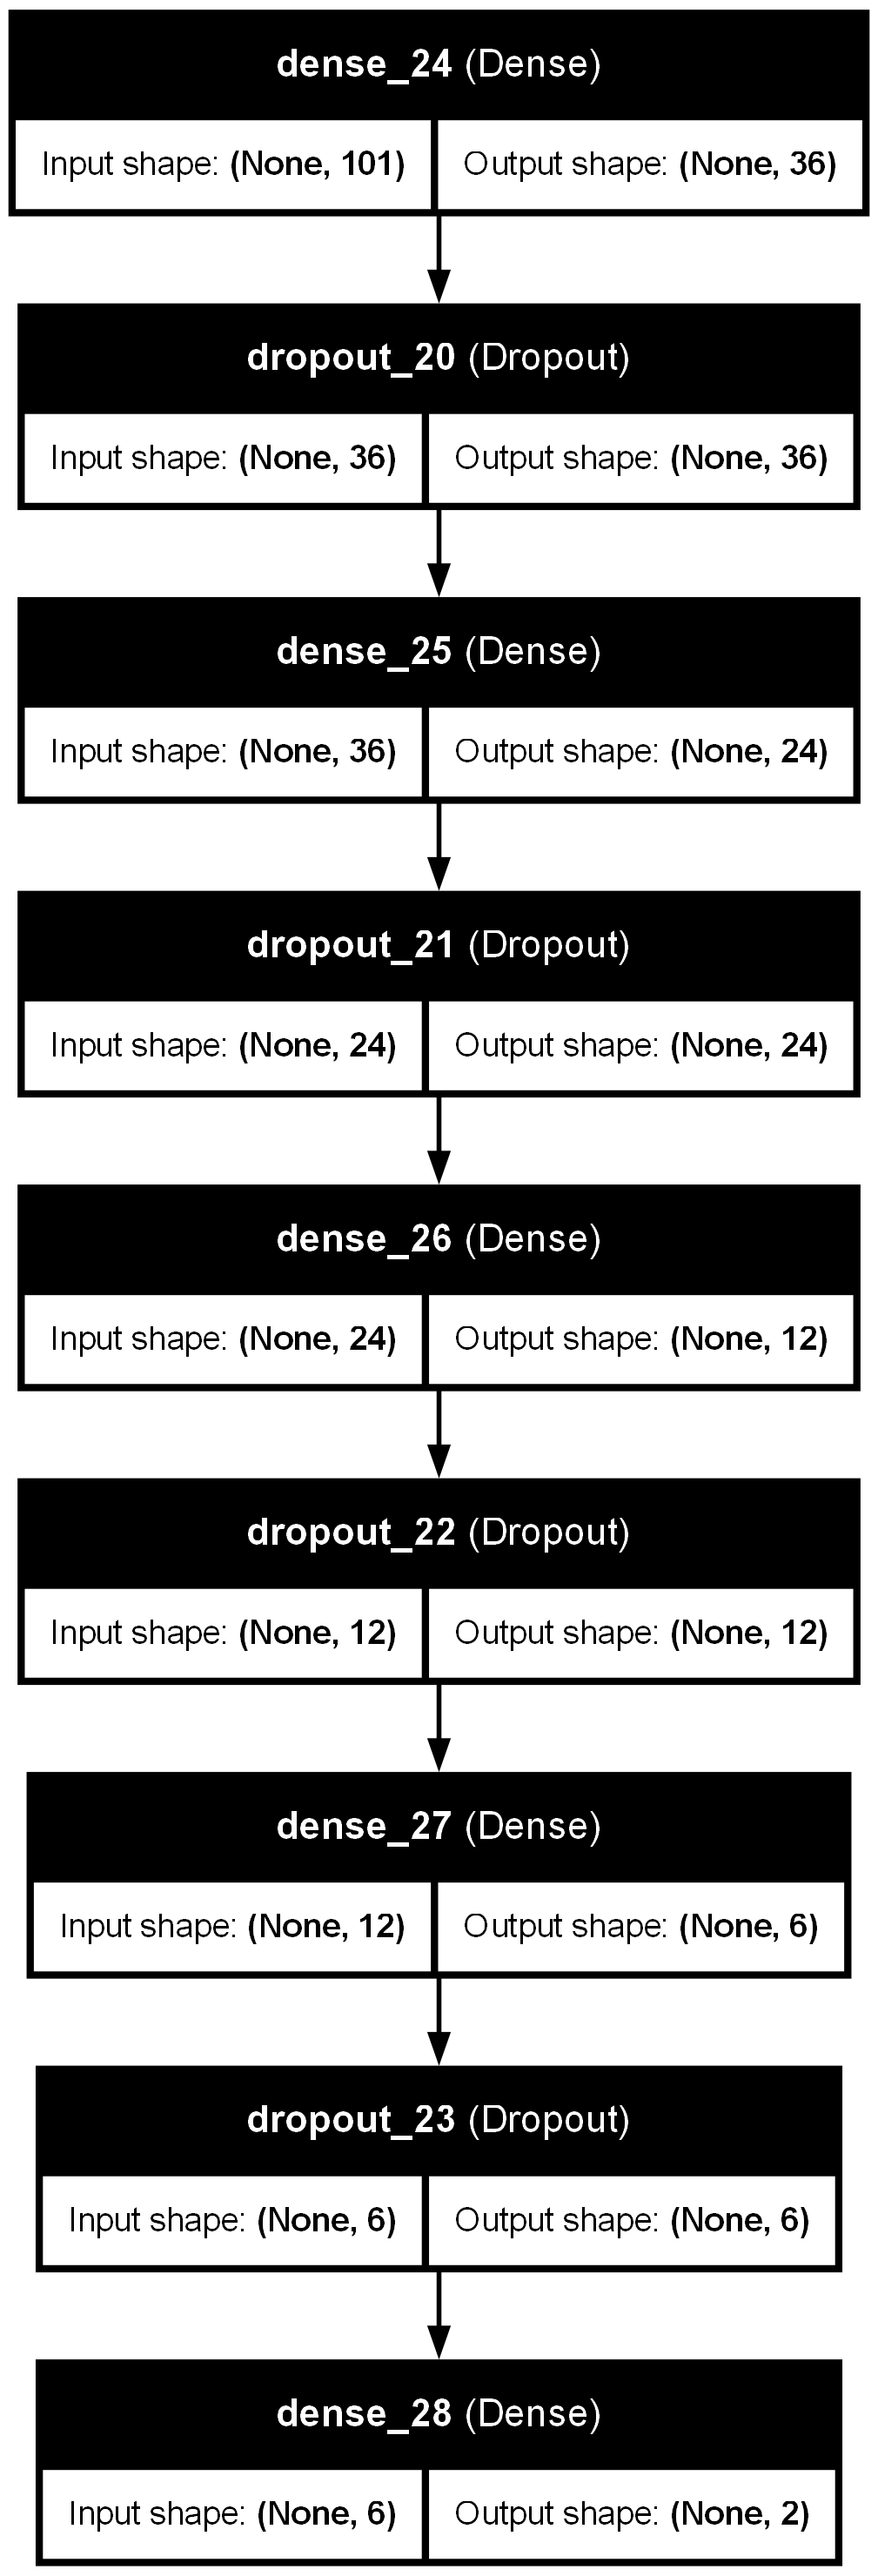 dense_24 (Dense)
Input shape: (None, 101) Output shape: (None, 36)
dropout_20 (Dropout)
Input shape: (None, 36) Output shape: (None, 36)
dense_25 (Dense)
Input shape: (None, 36) Output shape: (None, 24)
dropout_21 (Dropout)
Input shape: (None, 24) Output shape: (None, 24)
dense_26 (Dense)
Input shape: (None, 24) Output shape: (None, 12)
dropout_22 (Dropout)
Input shape: (None, 12) Output shape: (None, 12)
dense_27 (Dense)
Input shape: (None, 12) Output shape: (None, 6)
dropout_23 (Dropout)
Input shape: (None, 6) Output shape: (None, 6)
dense_28 (Dense)
Input shape: (None, 6) Output shape: (None, 2)